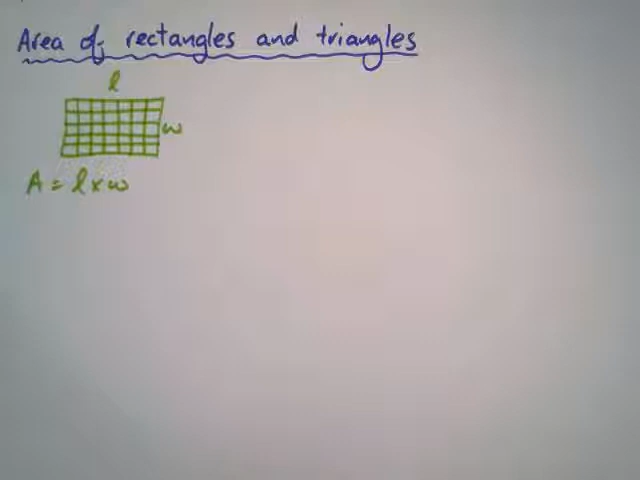 Area of rectangles and triangles
l
w
A = l x w